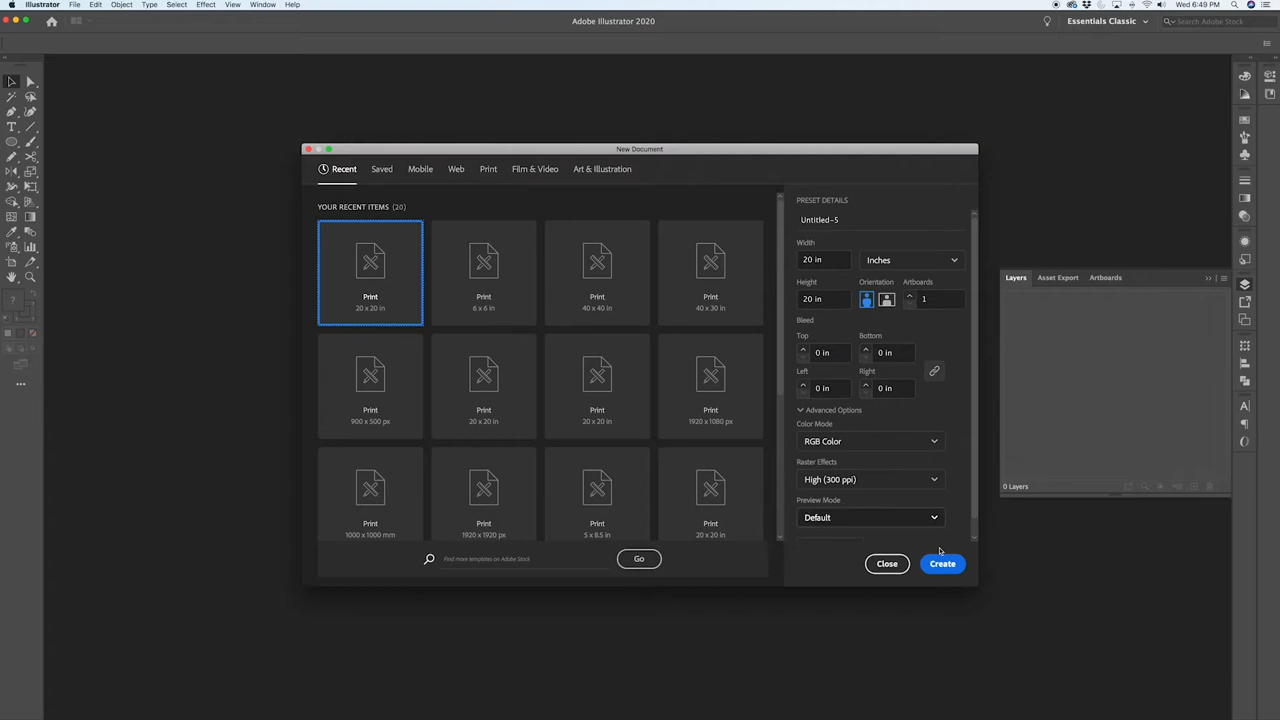 Illustrator File Edit Object Type Select Effect View Window Help Wed 6:49 PM
Adobe Illustrator 2020 Essentials Classic Search Adobe Stock
New Document
Recent Saved Mobile Web Print Film & Video Art & Illustration
YOUR RECENT ITEMS (20)
Print Print Print Print
20 x 20 in 6 x 6 in 40 x 40 in 40 x 30 in
Print Print Print Print
900 x 500 px 20 x 20 in 20 x 20 in 1920 x 1080 px
Print Print Print Print
1000 x 1000 mm 1920 x 1920 px 5 x 8.5 in 20 x 20 in
Find more templates on Adobe Stock Go
PRESET DETAILS
Untitled-5
Width
20 in Inches
Height Orientation Artboards
20 in 1
Bleed
Top Bottom
0 in 0 in
Left Right
0 in 0 in
Advanced Options
Color Mode
RGB Color
Raster Effects
High (300 ppi)
Preview Mode
Default
Close Create
Layers Asset Export Artboards
0 Layers